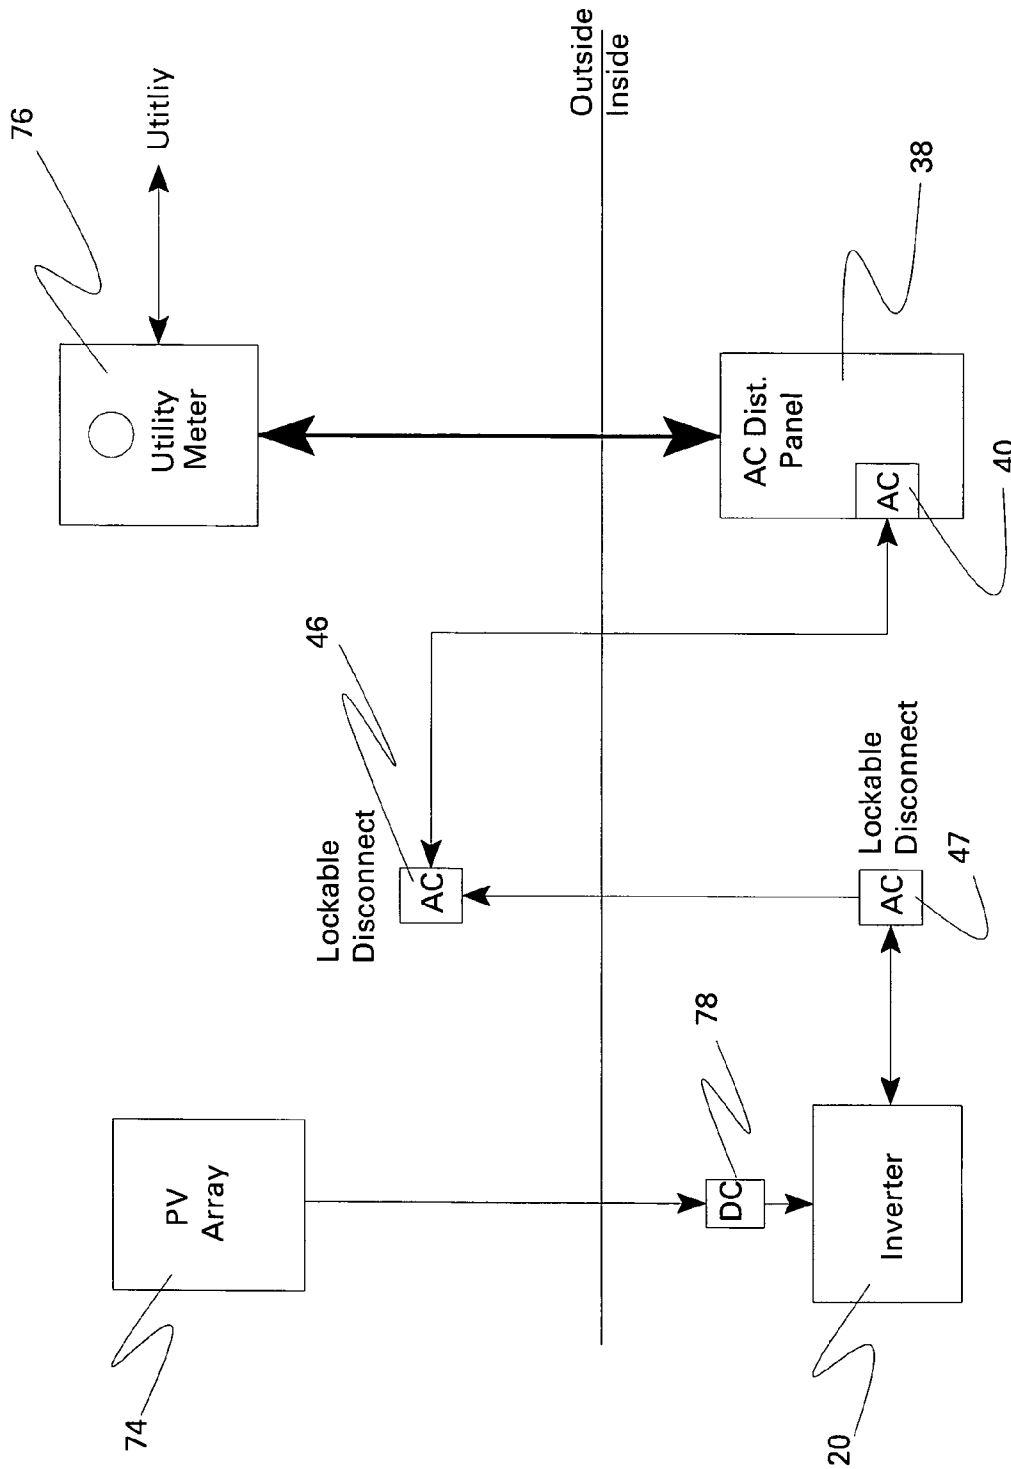 76
74
PV
Array
Utility
Meter
Utitliy
46
Lockable
Disconnect
AC
Outside
Inside
78
DC
AC Dist.
Panel
20
Inverter
Lockable
Disconnect
AC
AC
38
47
40